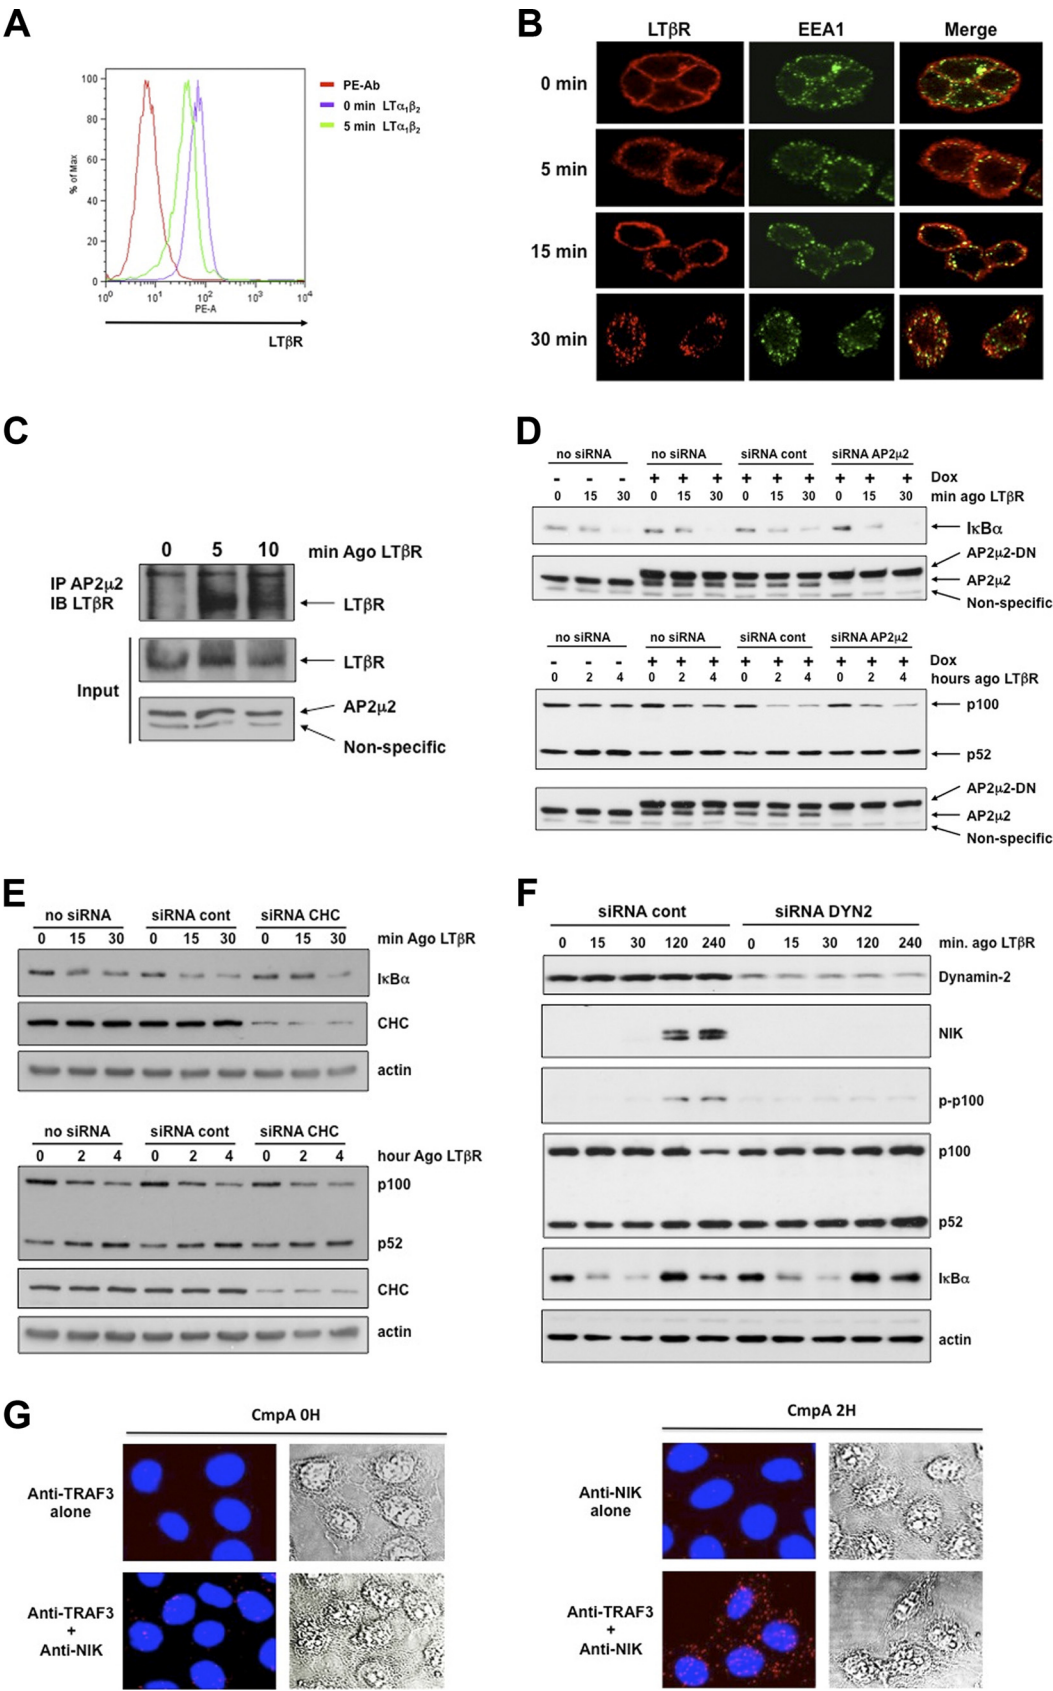 A
100
80
60
40
20
0
% of Max
10⁰ 10¹ 10² 10³ 10⁴
PE-A
LTβR
PE-Ab
0 min LTα₁β₂
5 min LTα₁β₂
B
LTβR EEA1 Merge
0 min
5 min
15 min
30 min
C
0 5 10 min Ago LTβR
IP AP2μ2
IB LTβR
LTβR
LTβR
Input
AP2μ2
Non-specific
D
no siRNA no siRNA siRNA cont siRNA AP2μ2
- - - + + + + + + + + + Dox
0 15 30 0 15 30 0 15 30 0 15 30 min ago LTβR
IκBα
AP2μ2-DN
AP2μ2
Non-specific
no siRNA no siRNA siRNA cont siRNA AP2μ2
- - - + + + + + + + + + Dox
0 2 4 0 2 4 0 2 4 0 2 4 hours ago LTβR
p100
p52
AP2μ2-DN
AP2μ2
Non-specific
E
no siRNA siRNA cont siRNA CHC
0 15 30 0 15 30 0 15 30 min Ago LTβR
IκBα
CHC
actin
no siRNA siRNA cont siRNA CHC
0 2 4 0 2 4 0 2 4 hour Ago LTβR
p100
p52
CHC
actin
F
siRNA cont siRNA DYN2
0 15 30 120 240 0 15 30 120 240 min. ago LTβR
Dynamin-2
NIK
p-p100
p100
p52
IκBα
actin
G
CmpA 0H
Anti-TRAF3
alone
Anti-TRAF3
+
Anti-NIK
CmpA 2H
Anti-NIK
alone
Anti-TRAF3
+
Anti-NIK